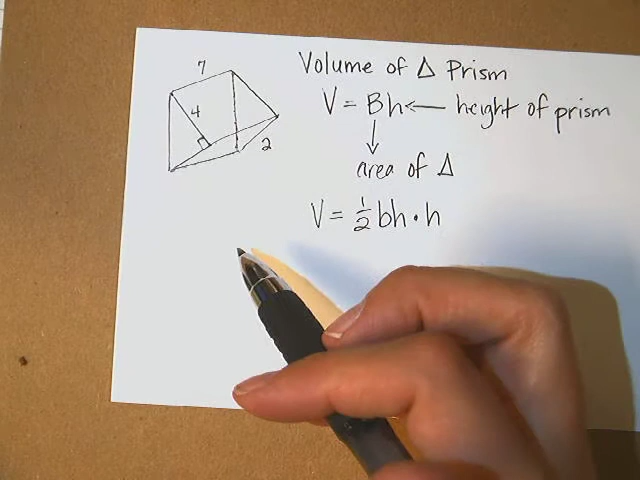 Volume of Δ Prism
V = Bh ← height of prism
↓
area of Δ
V = ½ bh · h
7
4
2